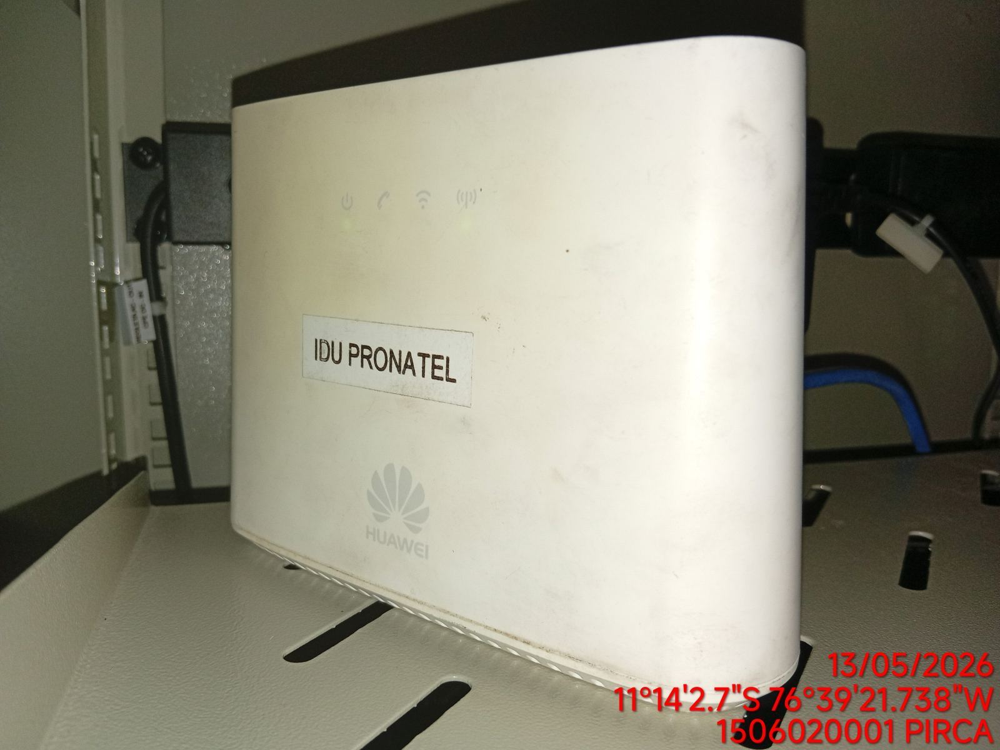 IDU PRONATEL
HUAWEI
13/05/2026
11°14'2.7"S 76°39'21.738"W
1506020001 PIRCA